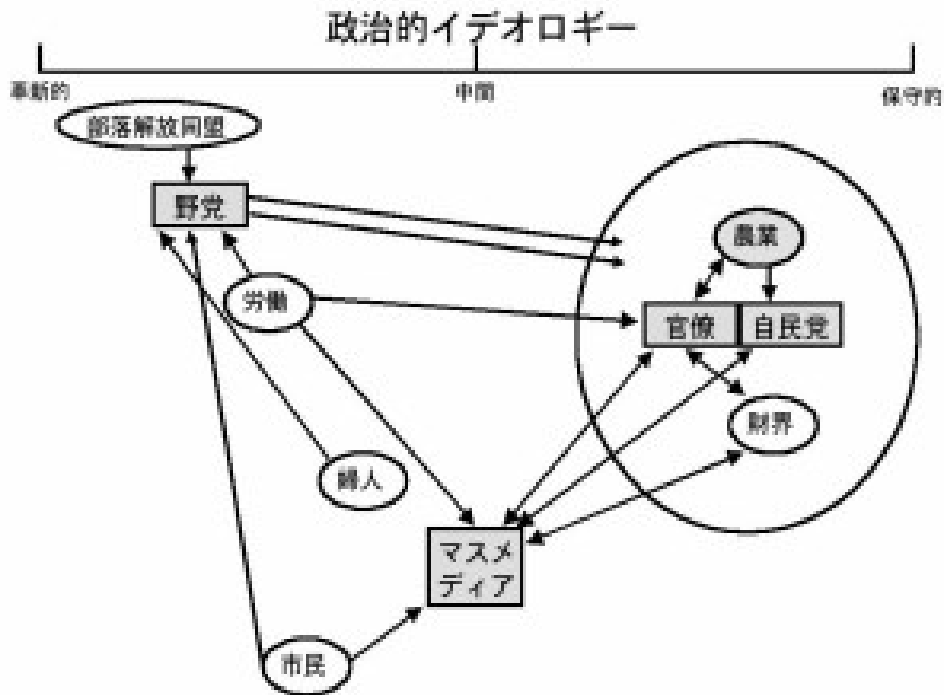 政治的イデオロギー
革新的
中間
保守的
部落解放同盟
野党
農業
労働
官僚
自民党
財界
婦人
マスメ
ディア
市民